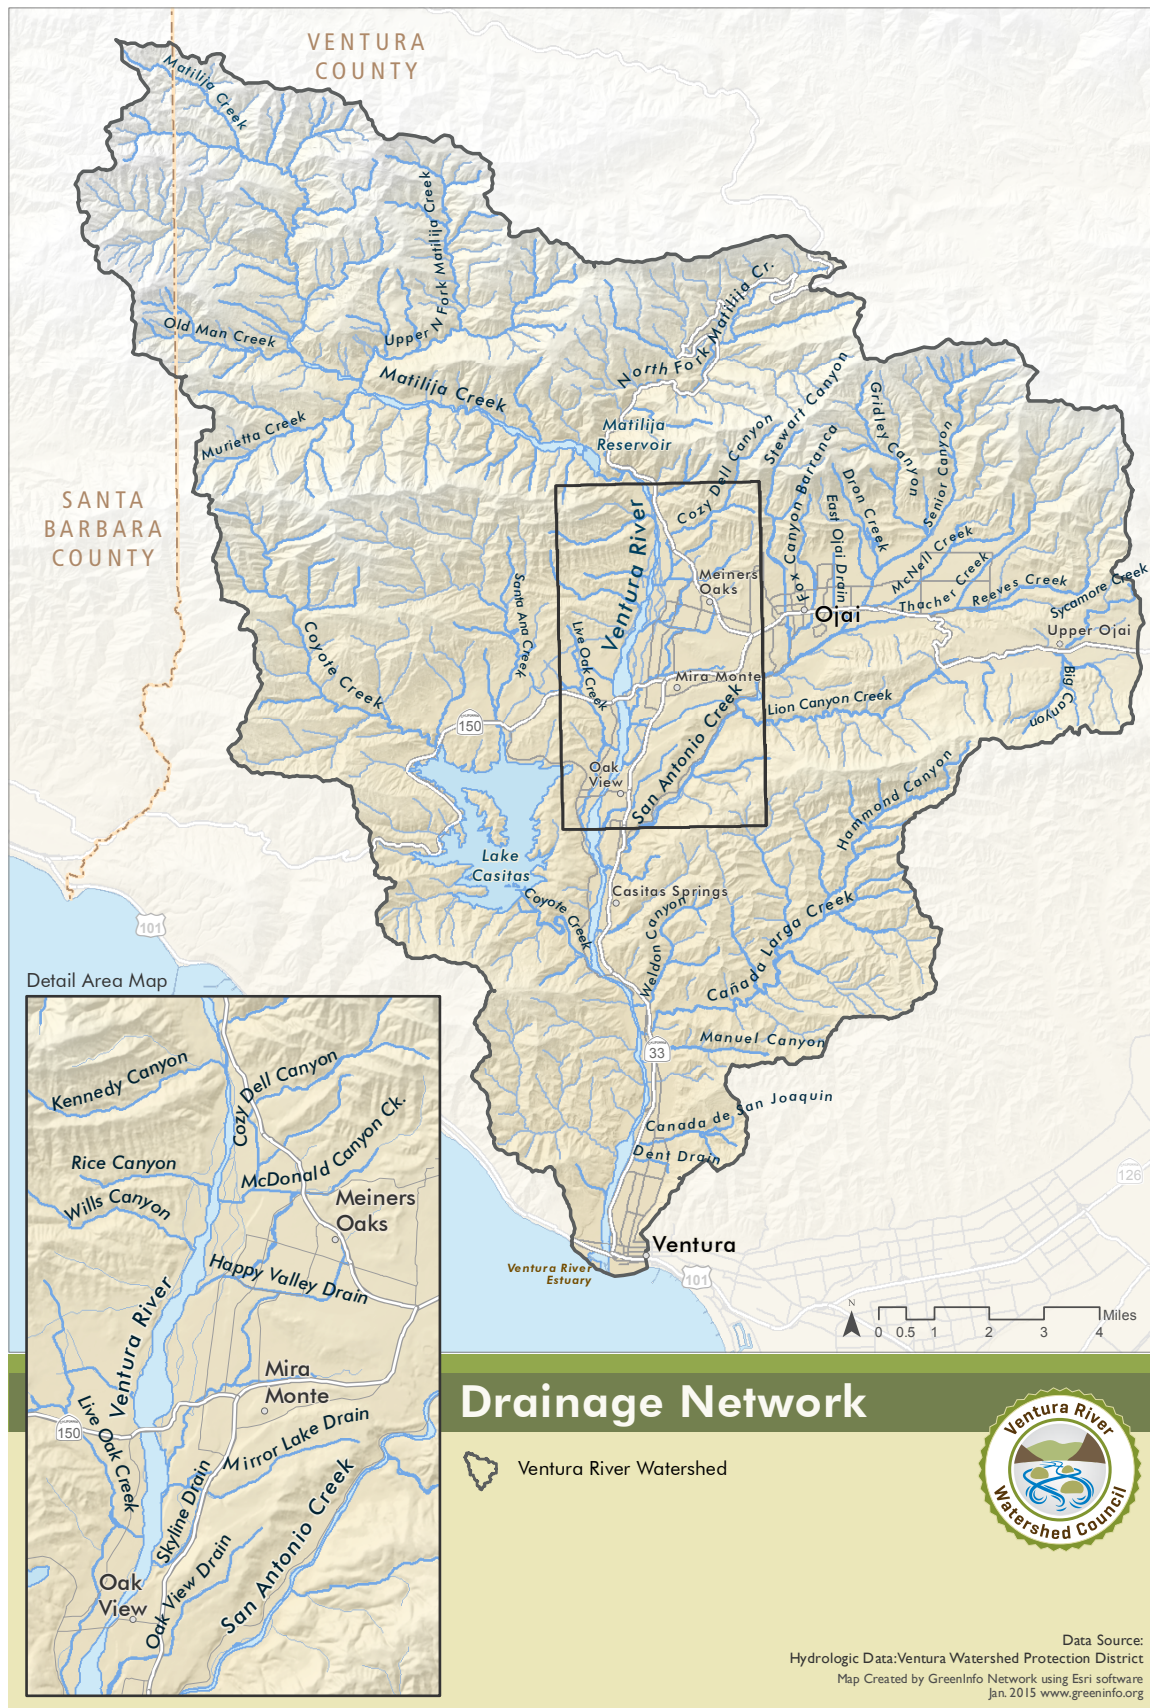 VENTURA
COUNTY
Matilija Creek
Upper N Fork Matilija Creek
North Fork Matilija Cr.
Old Man Creek
Matilija Creek
Murietta Creek
Matilija
Reservoir
Cozy Dell Canyon
Stewart Canyon
Gridley Canyon
Senior Canyon
Fox Canyon Barranca
East Ojai Drain
Dron Creek
McNell Creek
Thacher Creek
Reeves Creek
Sycamore Creek
SANTA
BARBARA
COUNTY
Ventura River
Meiners
Oaks
Ojai
Upper Ojai
Santa Ana Creek
Live Oak Creek
Coyote Creek
Mira Monte
Big Canyon
Lion Canyon Creek
CALIFORNIA
150
San Antonio Creek
Oak
View
Hammond Canyon
Lake
Casitas
Casitas Springs
Coyote Creek
Weldon Canyon
Cañada Larga Creek
101
Manuel Canyon
CALIFORNIA
33
Canada de San Joaquin
Dent Drain
CALIFORNIA
126
Ventura
Ventura River
Estuary
101
N
0 0.5 1 2 3 4 Miles
Detail Area Map
Kennedy Canyon
Cozy Dell Canyon
Rice Canyon
McDonald Canyon Ck.
Wills Canyon
Meiners
Oaks
Happy Valley Drain
Ventura River
Mira
Monte
Live Oak Creek
CALIFORNIA
150
Mirror Lake Drain
Skyline Drain
San Antonio Creek
Oak View Drain
Oak
View
Drainage Network
Ventura River Watershed
Ventura River
Watershed Council
Data Source:
Hydrologic Data:Ventura Watershed Protection District
Map Created by GreenInfo Network using Esri software
Jan. 2015 www.greeninfo.org